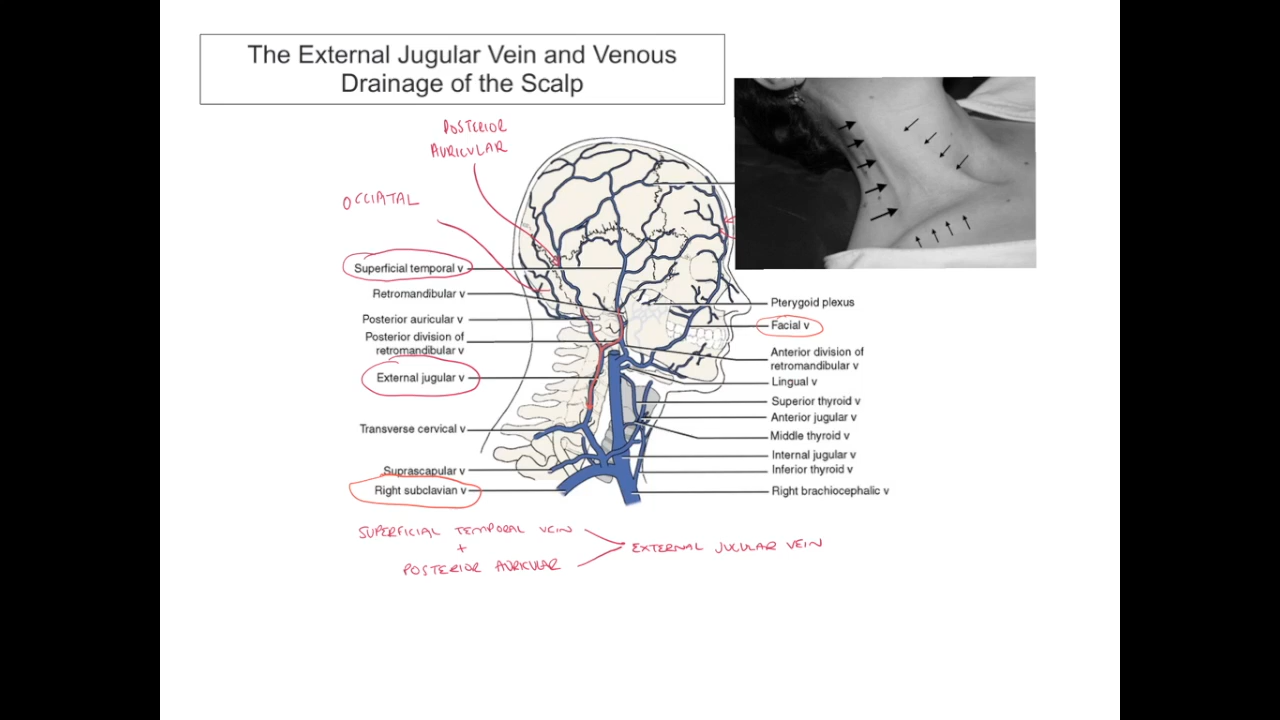 The External Jugular Vein and Venous
Drainage of the Scalp
POSTERIOR
AURICULAR
OCCIATAL
Superficial temporal v
Retromandibular v
Posterior auricular v
Posterior division of
retromandibular v
External jugular v
Transverse cervical v
Suprascapular v
Right subclavian v
Pterygoid plexus
Facial v
Anterior division of
retromandibular v
Lingual v
Superior thyroid v
Anterior jugular v
Middle thyroid v
Internal jugular v
Inferior thyroid v
Right brachiocephalic v
SUPERFICIAL TEMPORAL VEIN
+
POSTERIOR AURICULAR
EXTERNAL JUGULAR VEIN